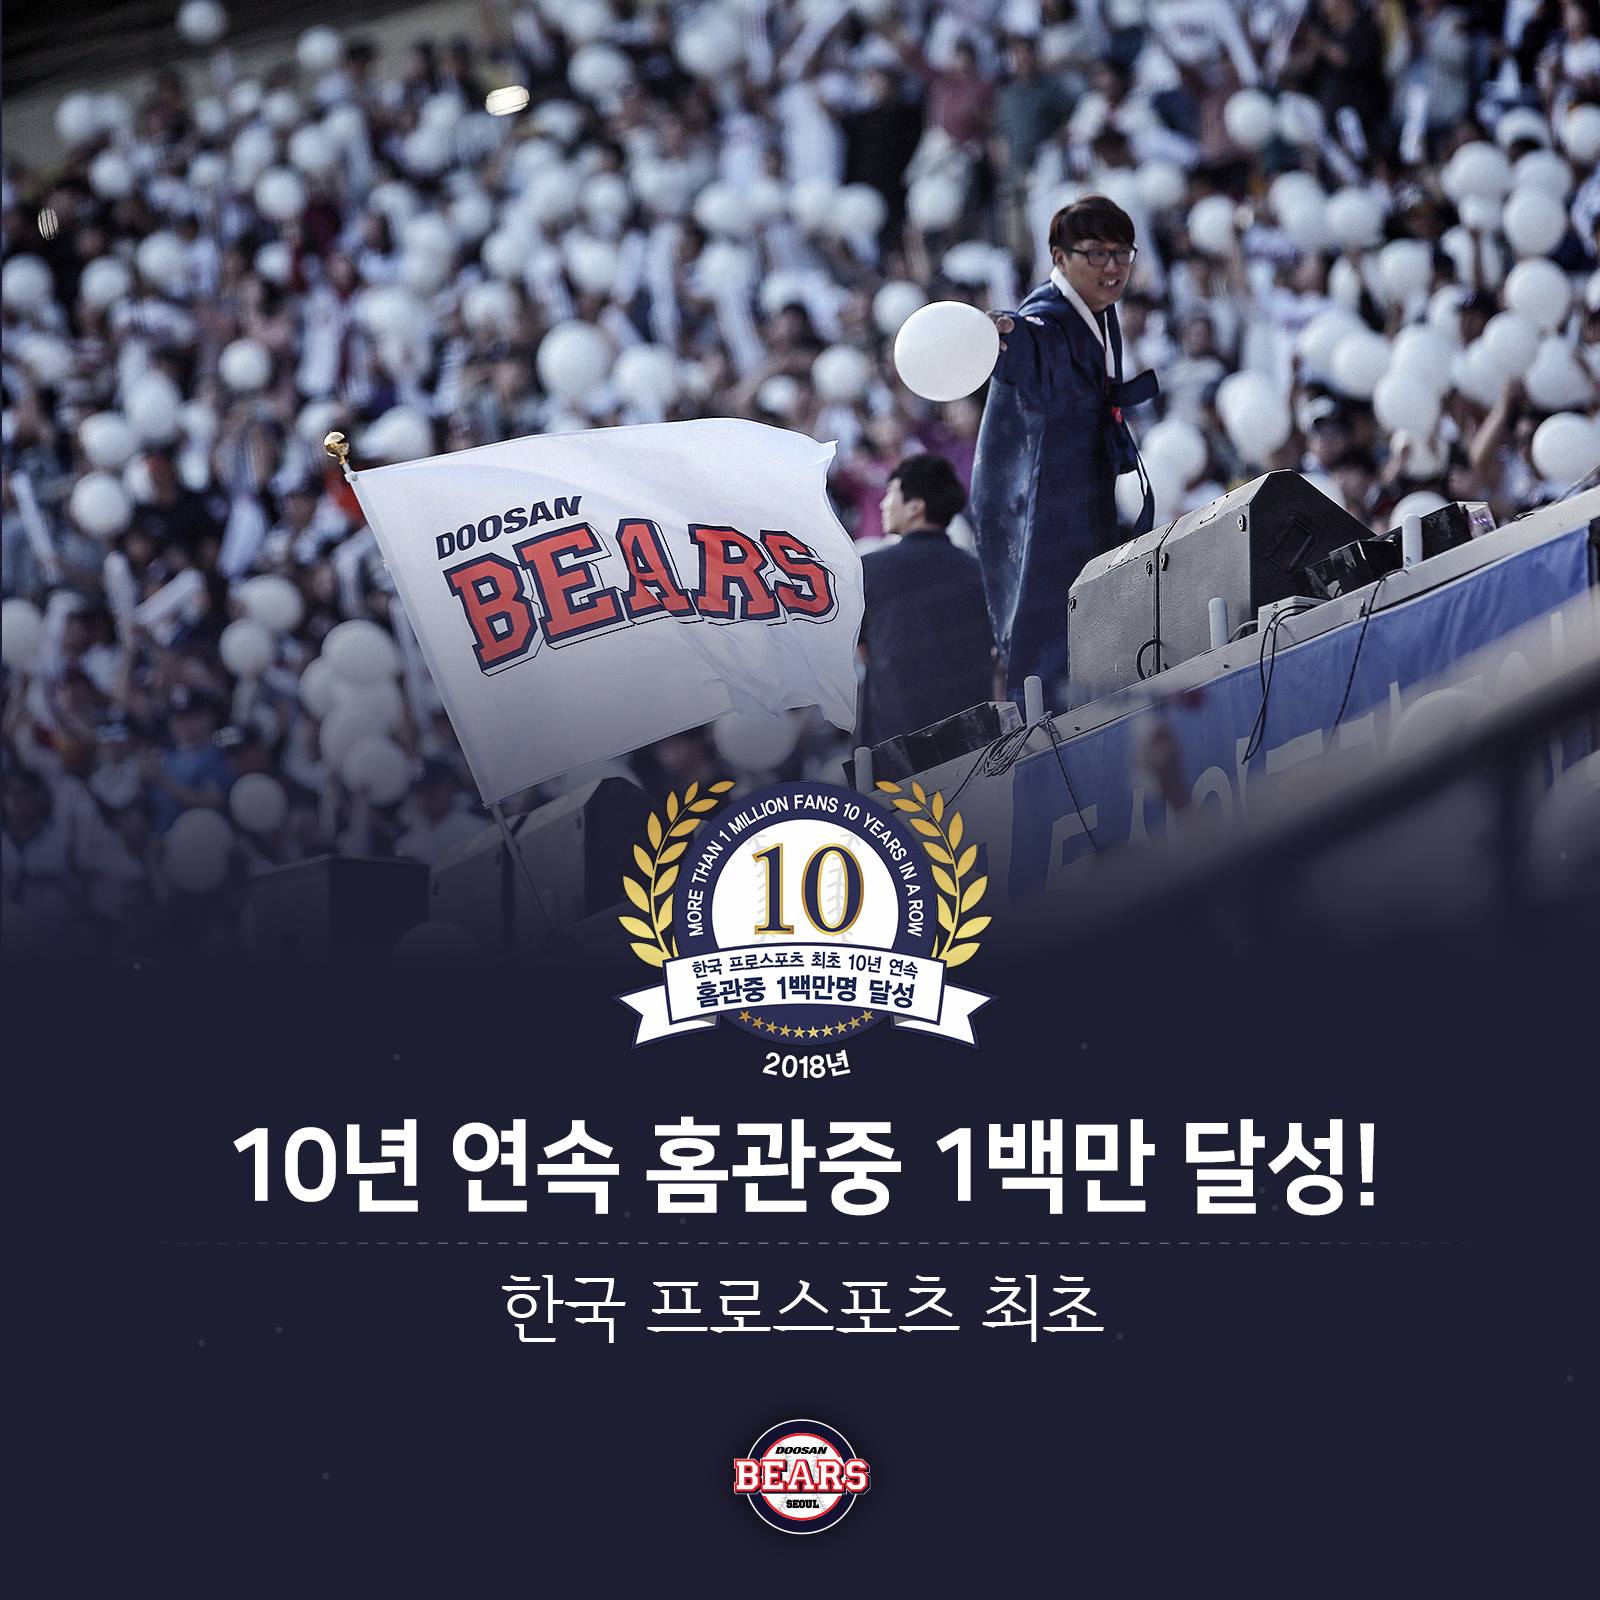 DOOSAN
BEARS
MORE THAN 1 MILLION FANS 10 YEARS IN A ROW
10
한국 프로스포츠 최초 10년 연속
홈관중 1백만명 달성
2018년
10년 연속 홈관중 1백만 달성!
한국 프로스포츠 최초
DOOSAN
BEARS
SEOUL